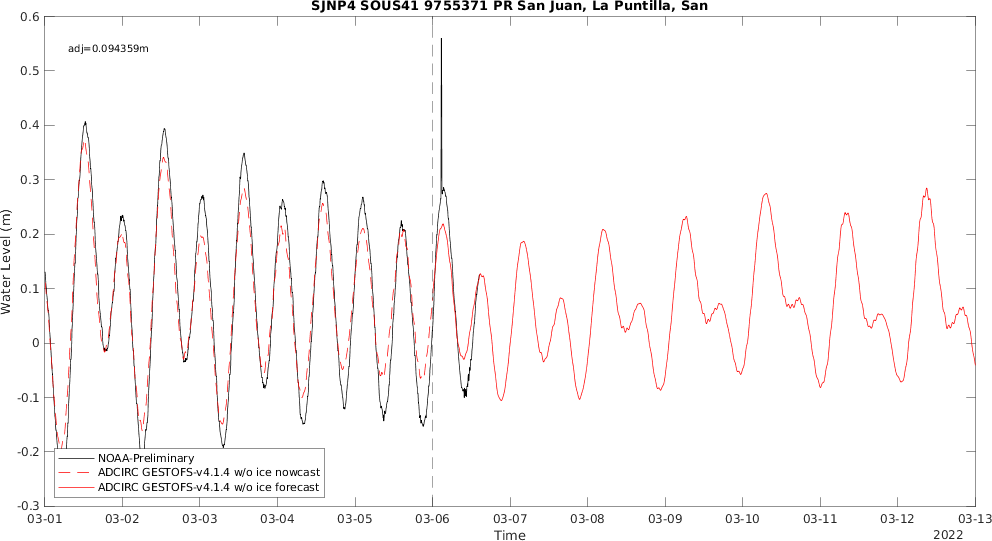 SJNP4 SOUS41 9755371 PR San Juan, La Puntilla, San
adj=0.094359m
Water Level (m)
0.6
0.5
0.4
0.3
0.2
0.1
0
-0.1
-0.2
-0.3
NOAA-Preliminary
ADCIRC GESTOFS-v4.1.4 w/o ice nowcast
ADCIRC GESTOFS-v4.1.4 w/o ice forecast
03-01 03-02 03-03 03-04 03-05 03-06 03-07 03-08 03-09 03-10 03-11 03-12 03-13
Time
2022